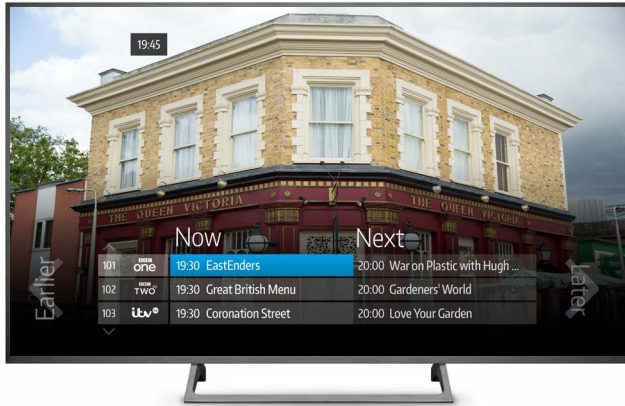 19:45
THE QUEEN VICTORIA
THE QUEEN VICTORIA
Now Next
Earlier
Later
101 BBC one 19:30 EastEnders 20:00 War on Plastic with Hugh ...
102 BBC TWO 19:30 Great British Menu 20:00 Gardeners' World
103 itv 19:30 Coronation Street 20:00 Love Your Garden